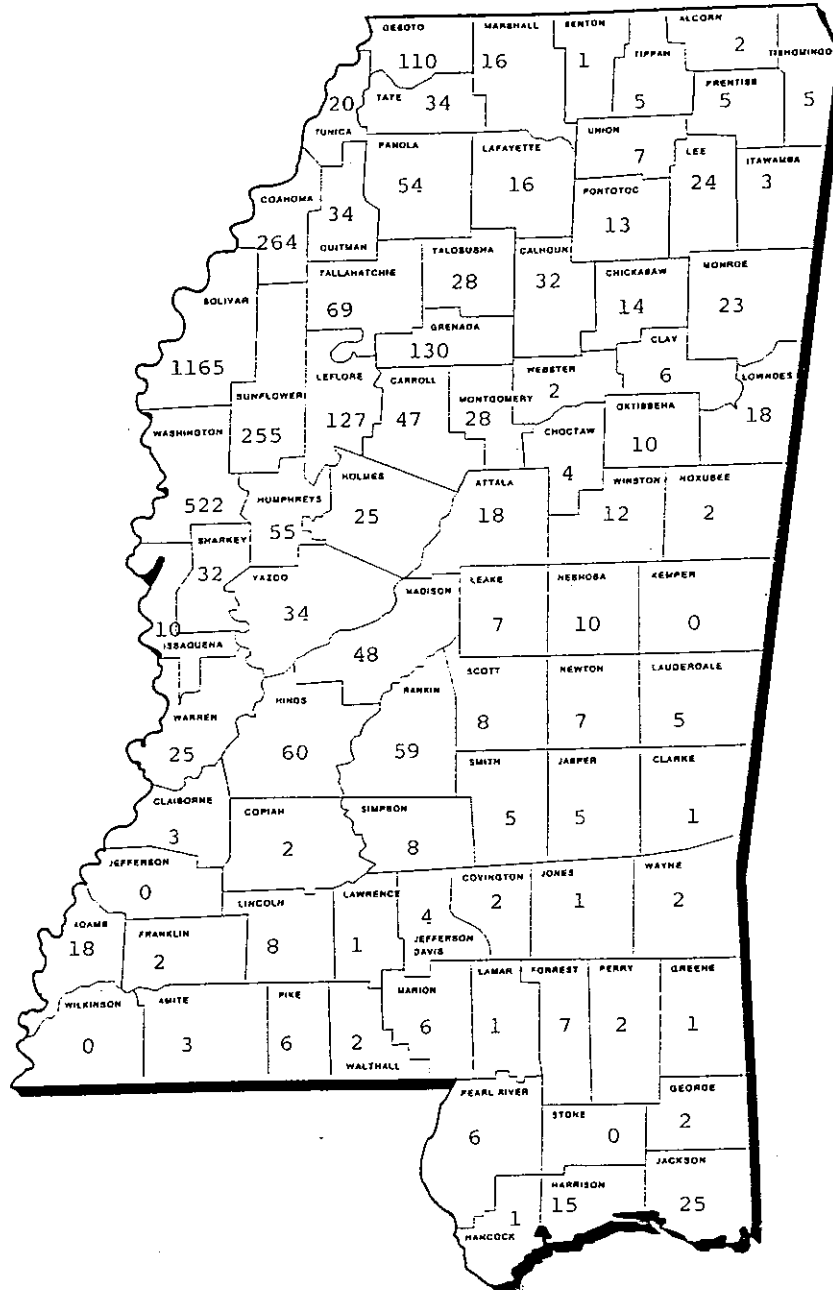 DESOTO
110
MARSHALL
16
BENTON
1
TIPPAH
5
ALCORN
2
TISHOMINGO
5
PRENTISS
5
20
TUNICA
TATE 34
UNION
7
PANOLA
54
LAFAYETTE
16
LEE
24
ITAWAMBA
3
PONTOTOC
13
COAHOMA
264
34
QUITMAN
TALLAHATCHIE
69
YALOBUSHA
28
CALHOUN
32
CHICKASAW
14
MONROE
23
BOLIVAR
1165
GRENADA
130
CLAY
6
LEFLORE
127
CARROLL
47
MONTGOMERY
28
WEBSTER
2
LOWNDES
18
SUNFLOWER
255
WASHINGTON
522
OKTIBBEHA
10
CHOCTAW
4
HOLMES
25
HUMPHREYS
55
ATTALA
18
WINSTON
12
NOXUBEE
2
SHARKEY
32
YAZOO
34
MADISON
48
LEAKE
7
NESHOBA
10
KEMPER
0
10
ISSAQUENA
SCOTT
8
NEWTON
7
LAUDERDALE
5
WARREN
25
HINDS
60
RANKIN
59
SMITH
5
JASPER
5
CLARKE
1
CLAIBORNE
3
COPIAH
2
SIMPSON
8
JEFFERSON
0
LINCOLN
8
LAWRENCE
1
4
JEFFERSON
DAVIS
COVINGTON
2
JONES
1
WAYNE
2
ADAMS
18
FRANKLIN
2
WILKINSON
0
AMITE
3
PIKE
6
2
WALTHALL
MARION
6
LAMAR
1
FORREST
7
PERRY
2
GREENE
1
PEARL RIVER
6
STONE
0
GEORGE
2
1
HANCOCK
HARRISON
15
JACKSON
25